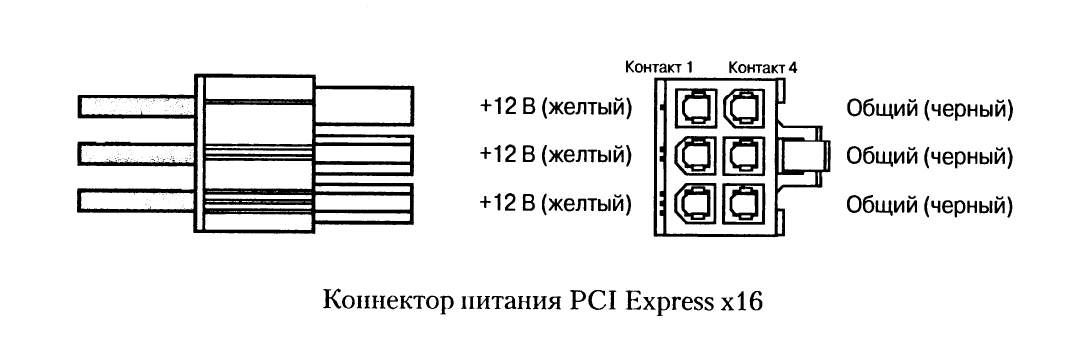 Контакт 1 Контакт 4
+12 В (желтый) Общий (черный)
+12 В (желтый) Общий (черный)
+12 В (желтый) Общий (черный)
Коннектор питания PCI Express x16